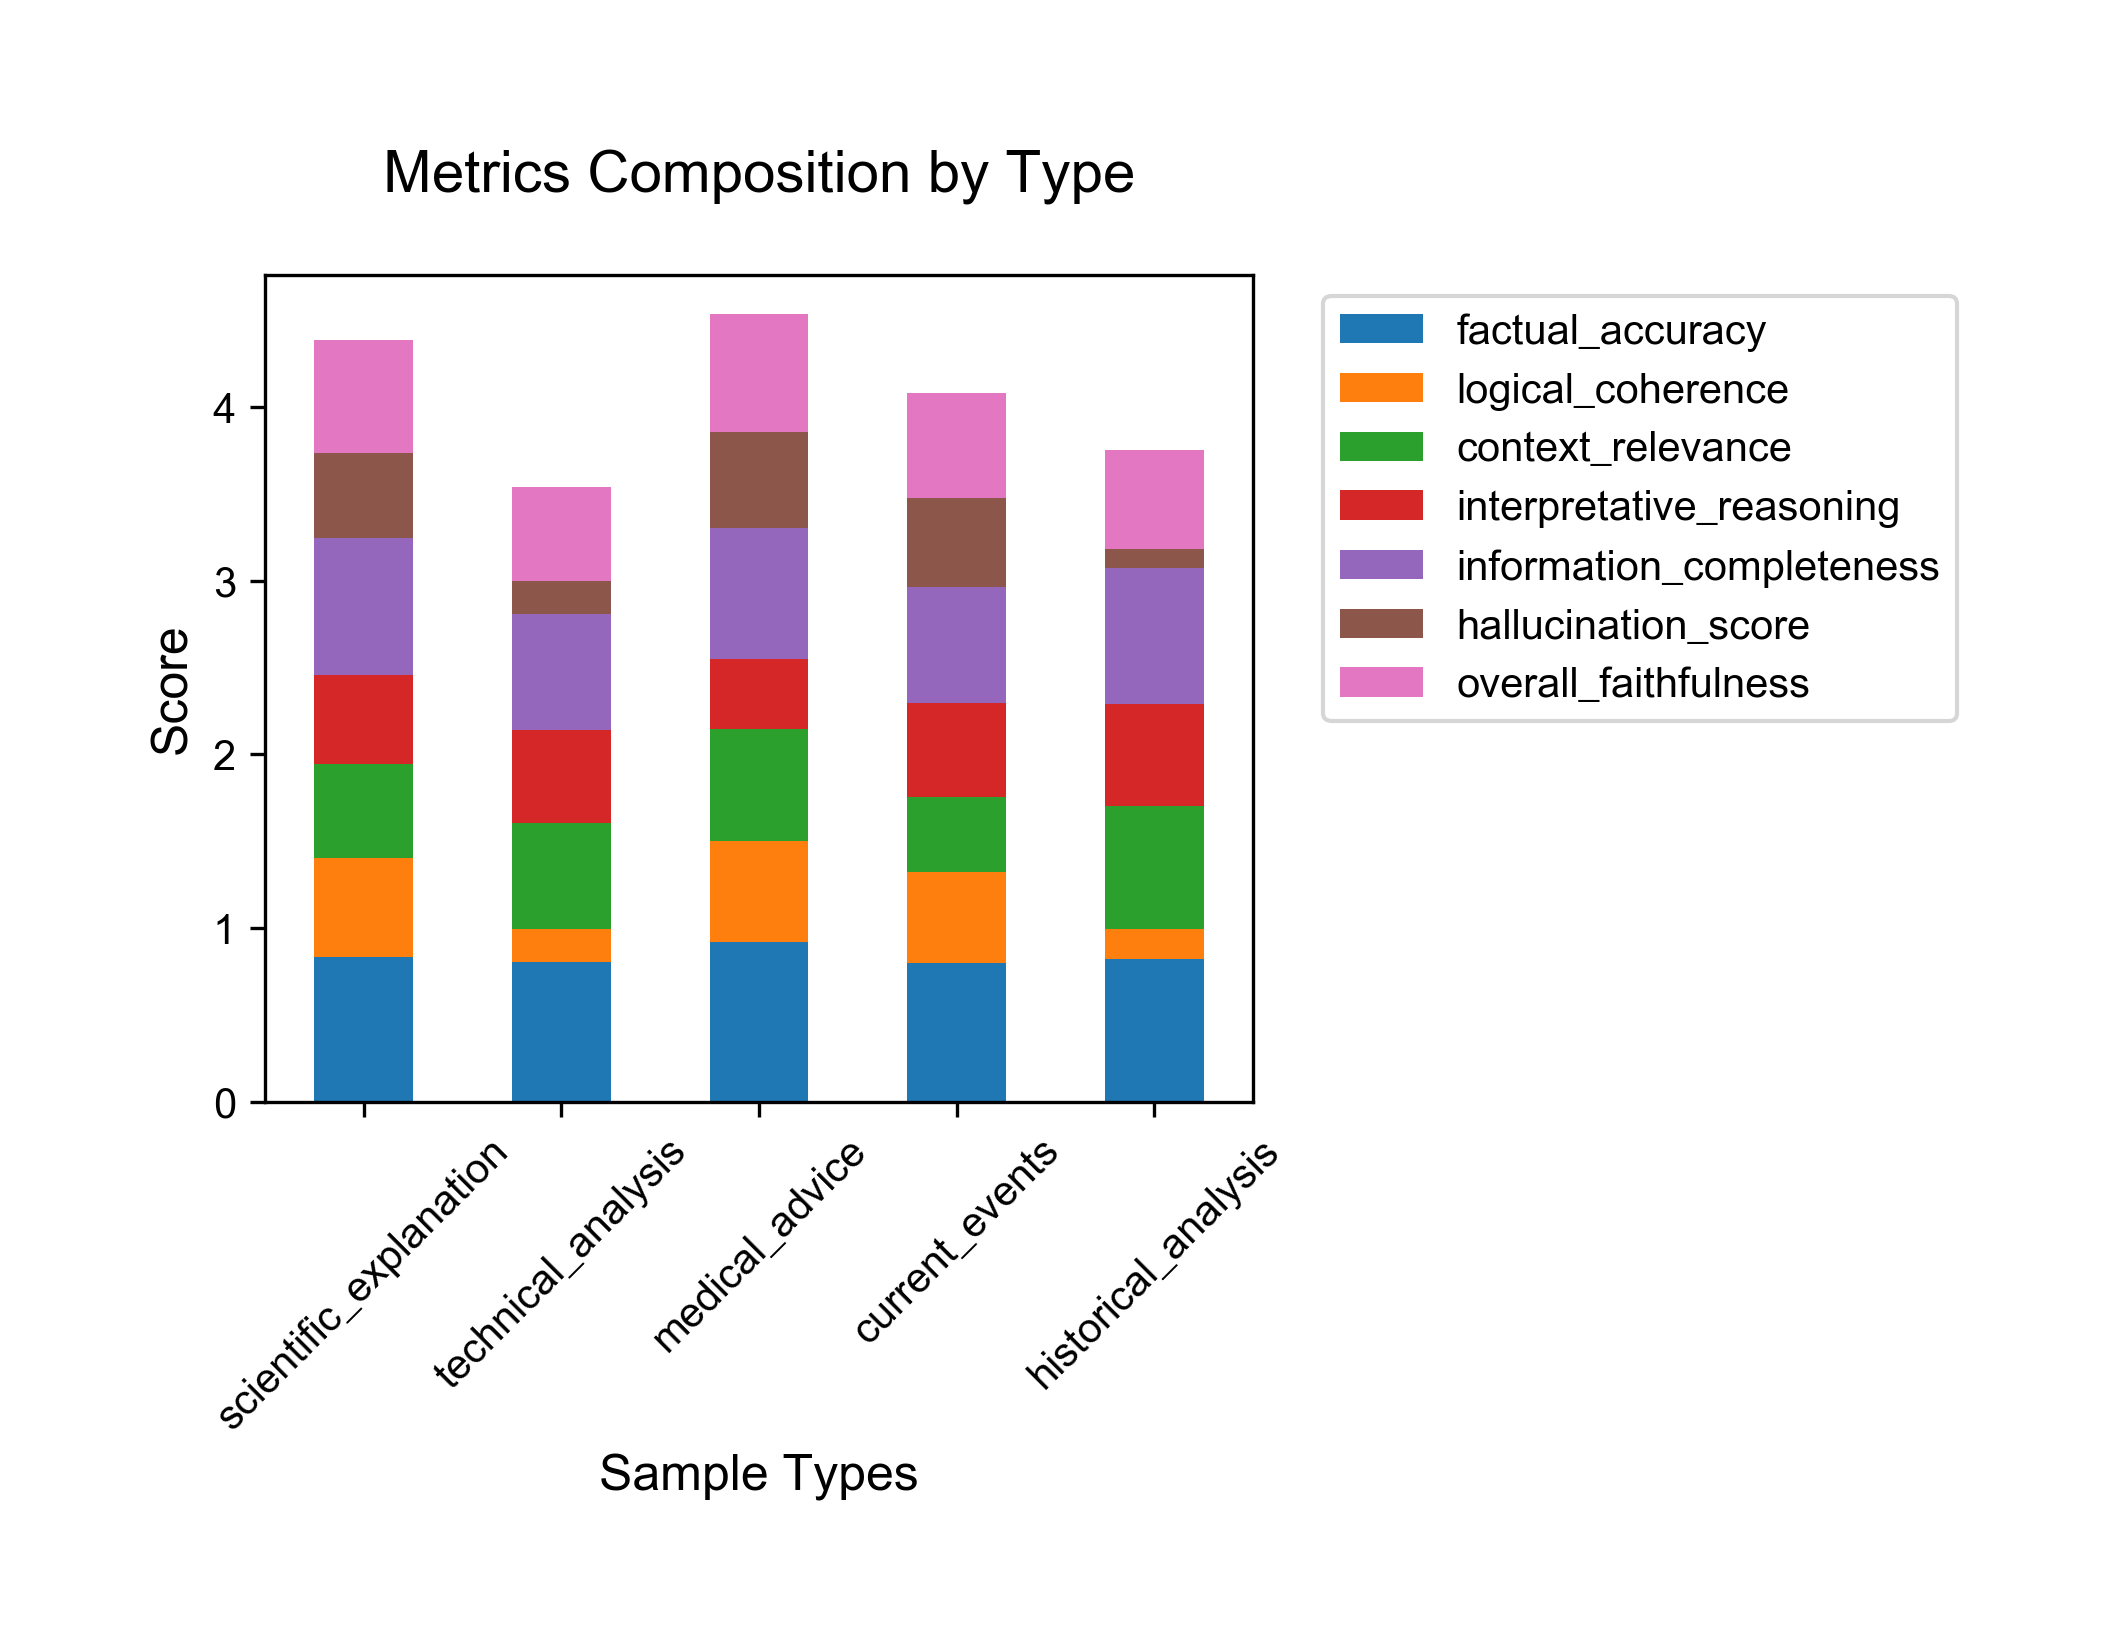 Metrics Composition by Type
Score
4
3
2
1
0
factual_accuracy
logical_coherence
context_relevance
interpretative_reasoning
information_completeness
hallucination_score
overall_faithfulness
scientific_explanation
technical_analysis
medical_advice
current_events
historical_analysis
Sample Types